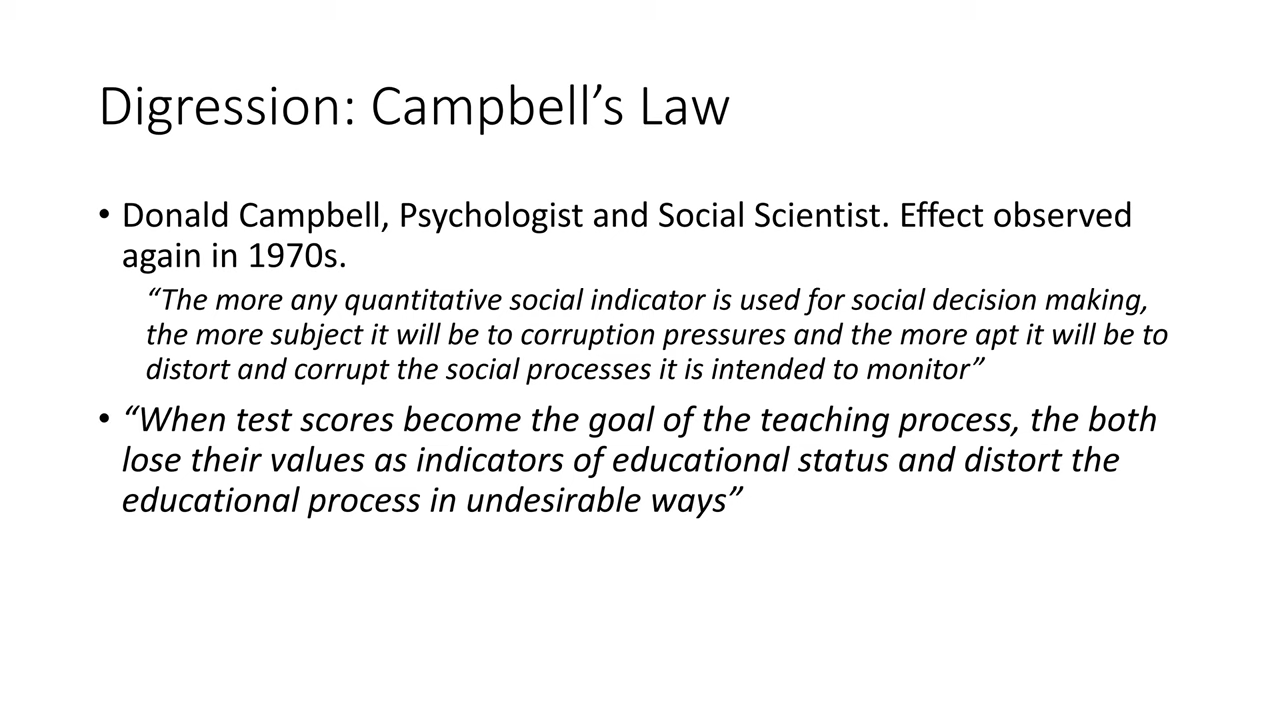 Digression: Campbell’s Law
• Donald Campbell, Psychologist and Social Scientist. Effect observed
again in 1970s.
“The more any quantitative social indicator is used for social decision making,
the more subject it will be to corruption pressures and the more apt it will be to
distort and corrupt the social processes it is intended to monitor”
• “When test scores become the goal of the teaching process, the both
lose their values as indicators of educational status and distort the
educational process in undesirable ways”